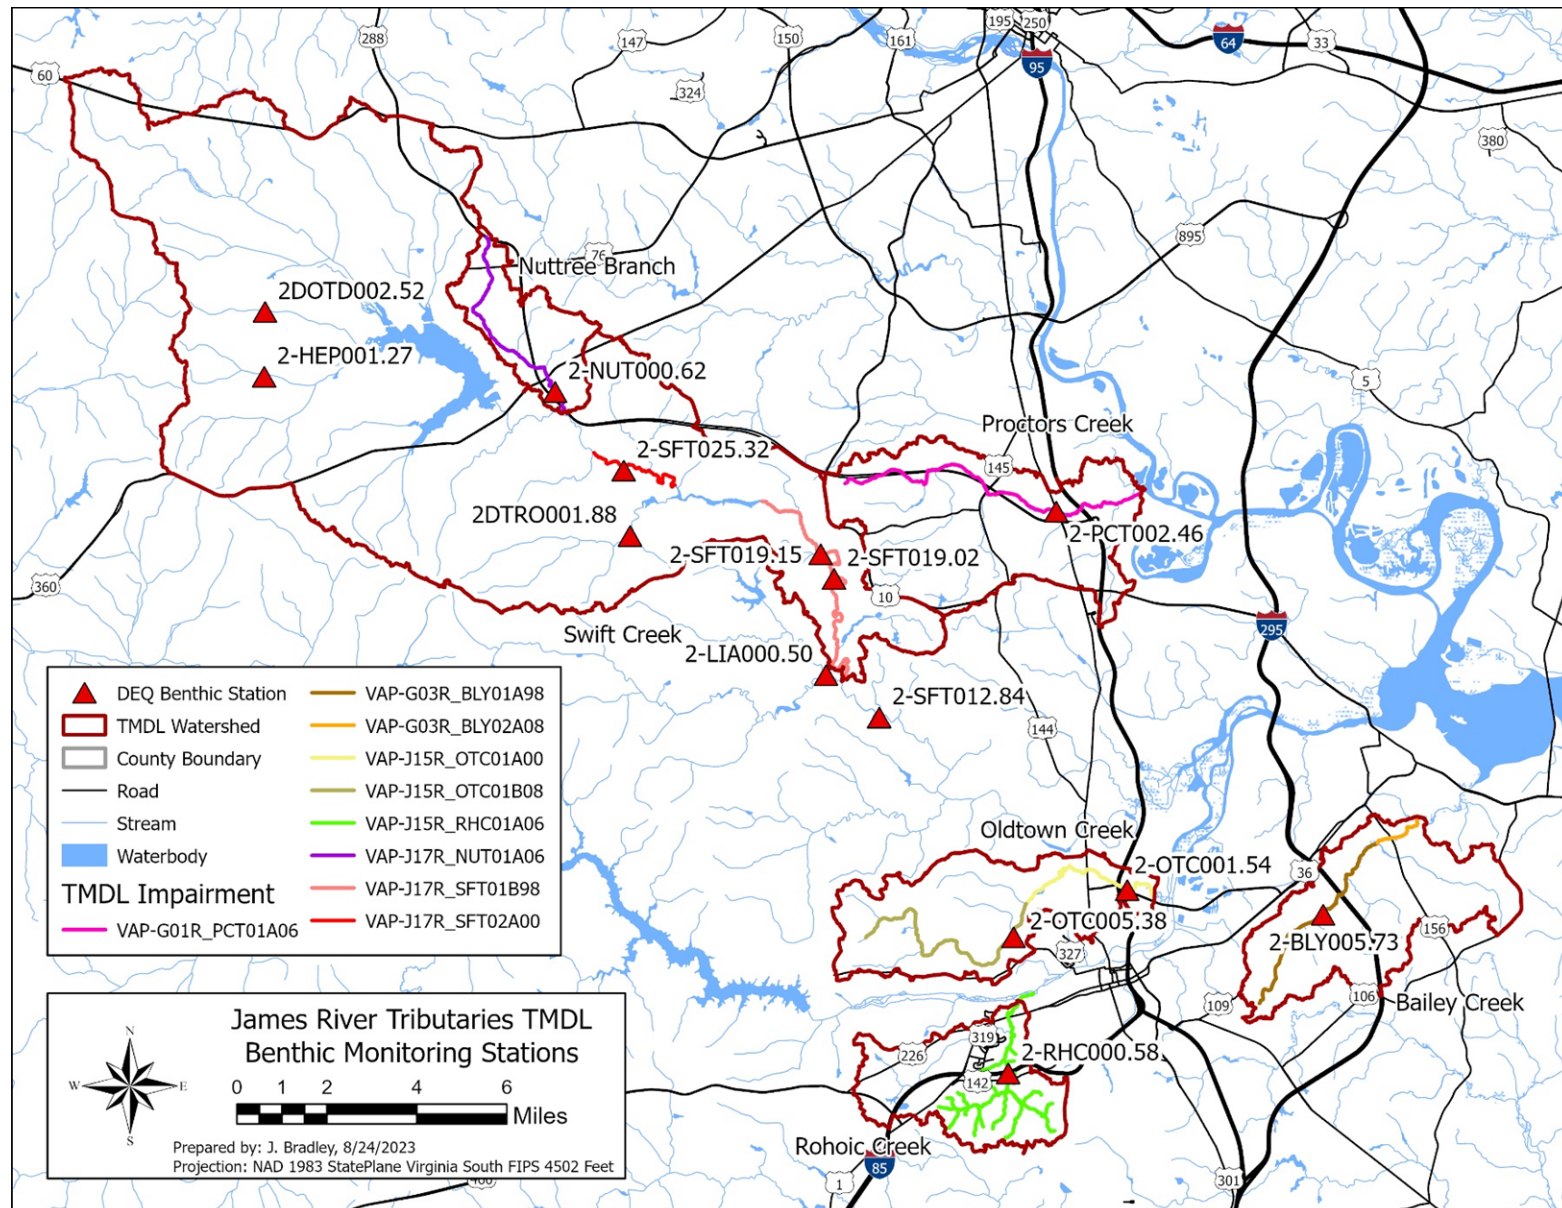 288
147
150
161
195
250
64
33
60
95
324
380
76
895
Nuttree Branch
2DOTD002.52
2-HEP001.27
2-NUT000.62
5
Proctors Creek
2-SFT025.32
145
2DTRO001.88
2-PCT002.46
2-SFT019.15
2-SFT019.02
360
10
295
Swift Creek
2-LIA000.50
2-SFT012.84
144
DEQ Benthic Station
TMDL Watershed
County Boundary
Road
Stream
Waterbody
TMDL Impairment
VAP-G01R_PCT01A06
VAP-G03R_BLY01A98
VAP-G03R_BLY02A08
VAP-J15R_OTC01A00
VAP-J15R_OTC01B08
VAP-J15R_RHC01A06
VAP-J17R_NUT01A06
VAP-J17R_SFT01B98
VAP-J17R_SFT02A00
Oldtown Creek
2-OTC001.54
36
2-OTC005.38
327
2-BLY005.73
156
109
106
Bailey Creek
319
226
2-RHC000.58
142
Rohoic Creek
85
1
301
460
James River Tributaries TMDL
Benthic Monitoring Stations
N
W
E
S
0 1 2 4 6
Miles
Prepared by: J. Bradley, 8/24/2023
Projection: NAD 1983 StatePlane Virginia South FIPS 4502 Feet